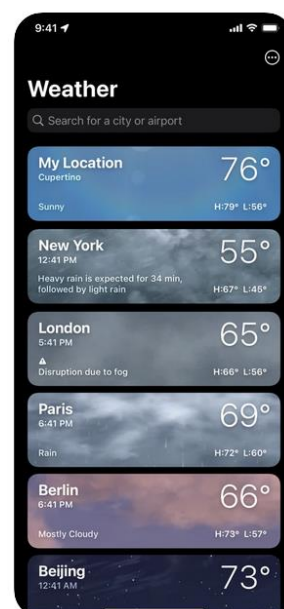 9:41
Weather
Search for a city or airport
My Location
Cupertino
76°
Sunny
H:79° L:56°
New York
12:41 PM
55°
Heavy rain is expected for 34 min,
followed by light rain
H:67° L:45°
London
5:41 PM
65°
Disruption due to fog
H:66° L:56°
Paris
6:41 PM
69°
Rain
H:72° L:60°
Berlin
6:41 PM
66°
Mostly Cloudy
H:73° L:57°
Beijing
12:41 AM
73°